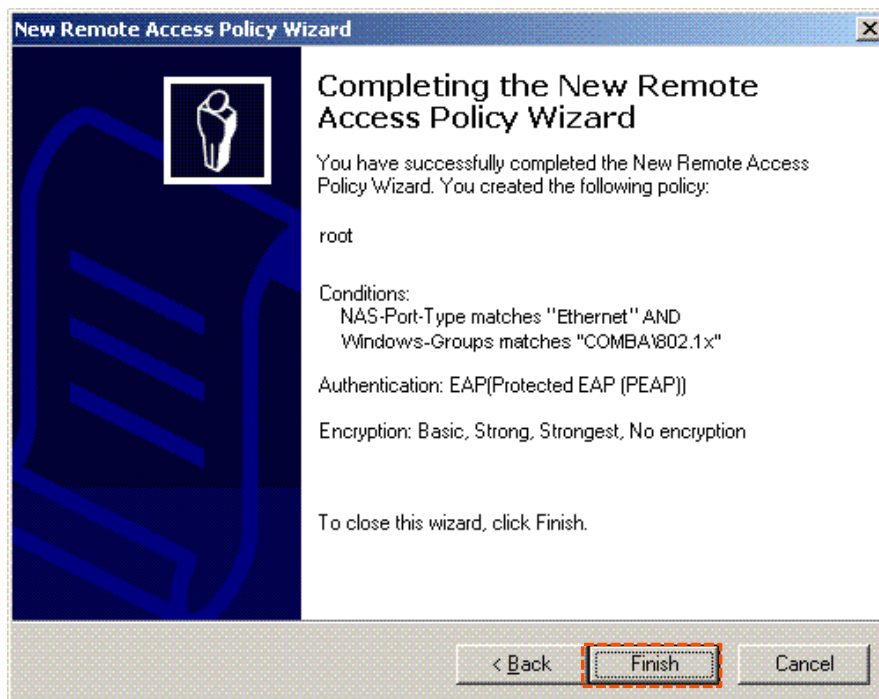 New Remote Access Policy Wizard
Completing the New Remote
Access Policy Wizard
You have successfully completed the New Remote Access
Policy Wizard. You created the following policy:
root
Conditions:
NAS-Port-Type matches "Ethernet" AND
Windows-Groups matches "COMBA\802.1x"
Authentication: EAP(Protected EAP (PEAP))
Encryption: Basic, Strong, Strongest, No encryption
To close this wizard, click Finish.
< Back Finish Cancel